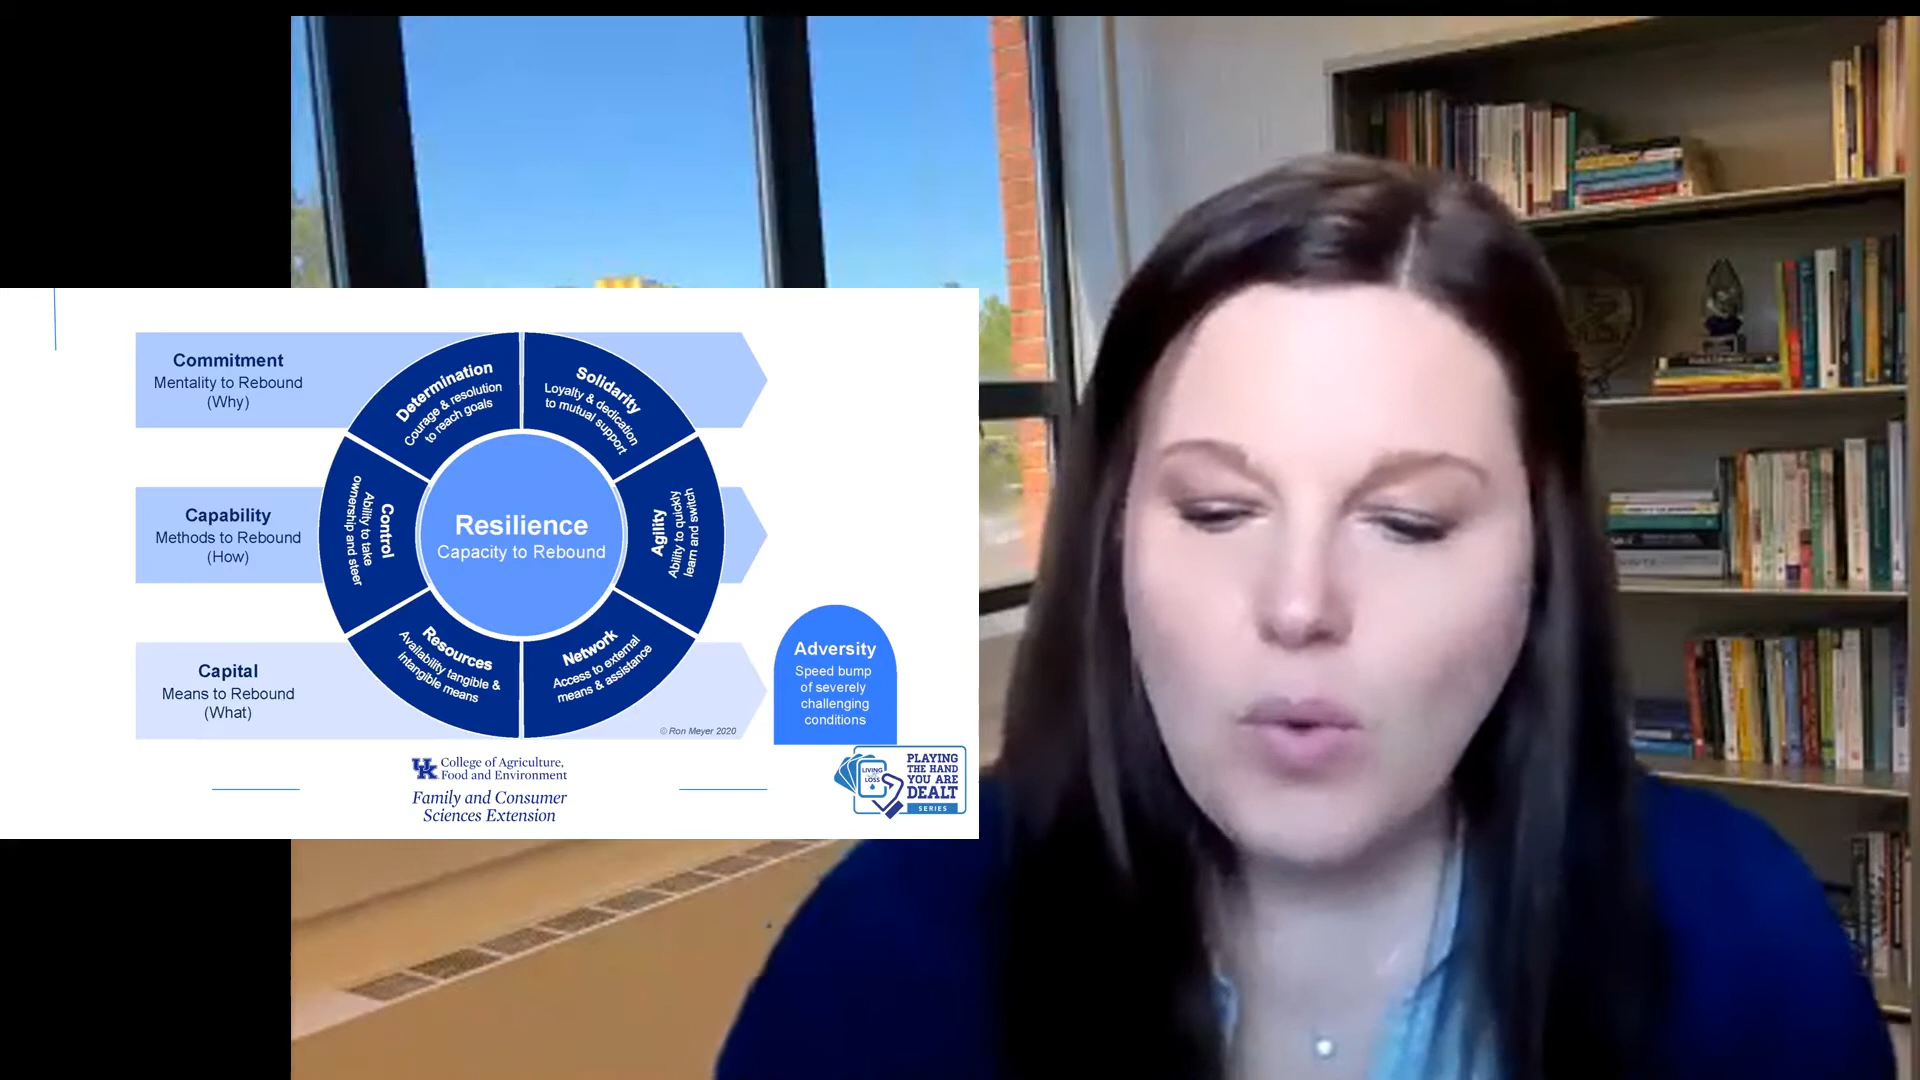 Commitment
Mentality to Rebound
(Why)
Capability
Methods to Rebound
(How)
Capital
Means to Rebound
(What)
Determination
Courage & resolution
to reach goals
Solidarity
Loyalty & dedication
to mutual support
Control
Ability to take
ownership and steer
Resilience
Capacity to Rebound
Agility
Ability to quickly
learn and switch
Resources
Availability tangible &
intangible means
Network
Access to external
means & assistance
© Ron Meyer 2020
Adversity
Speed bump
of severely
challenging
conditions
UK College of Agriculture,
Food and Environment
Family and Consumer
Sciences Extension
LIVING
LOSS
PLAYING
THE HAND
YOU ARE
DEALT
SERIES